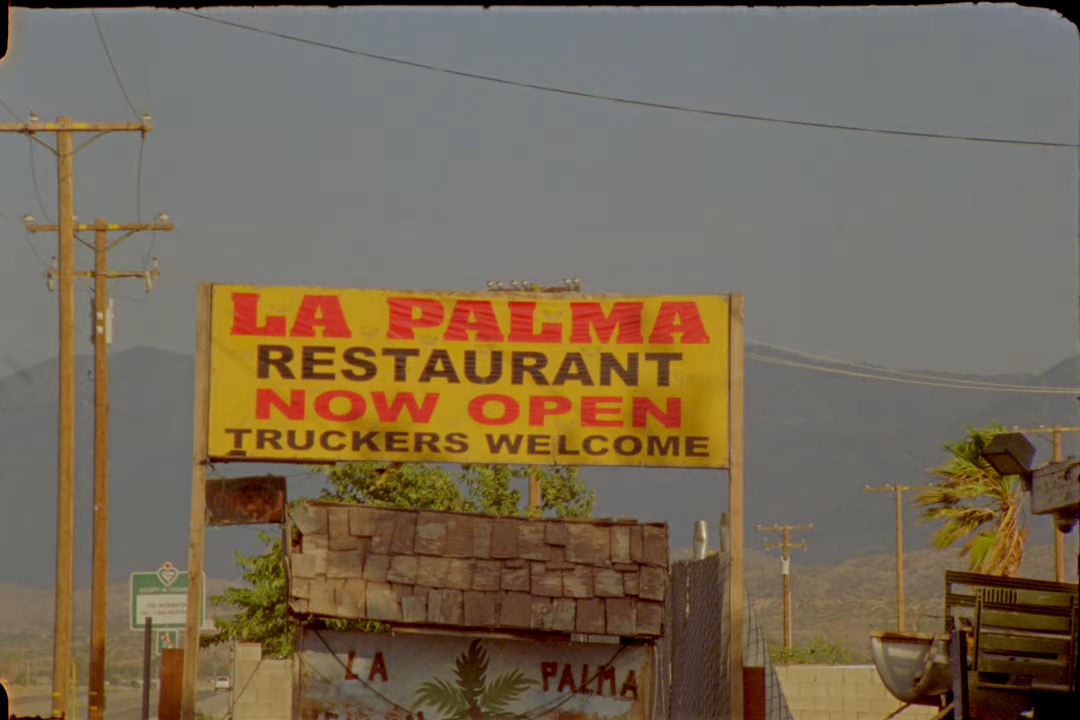 LA PALMA
RESTAURANT
NOW OPEN
TRUCKERS WELCOME
LA PALMA